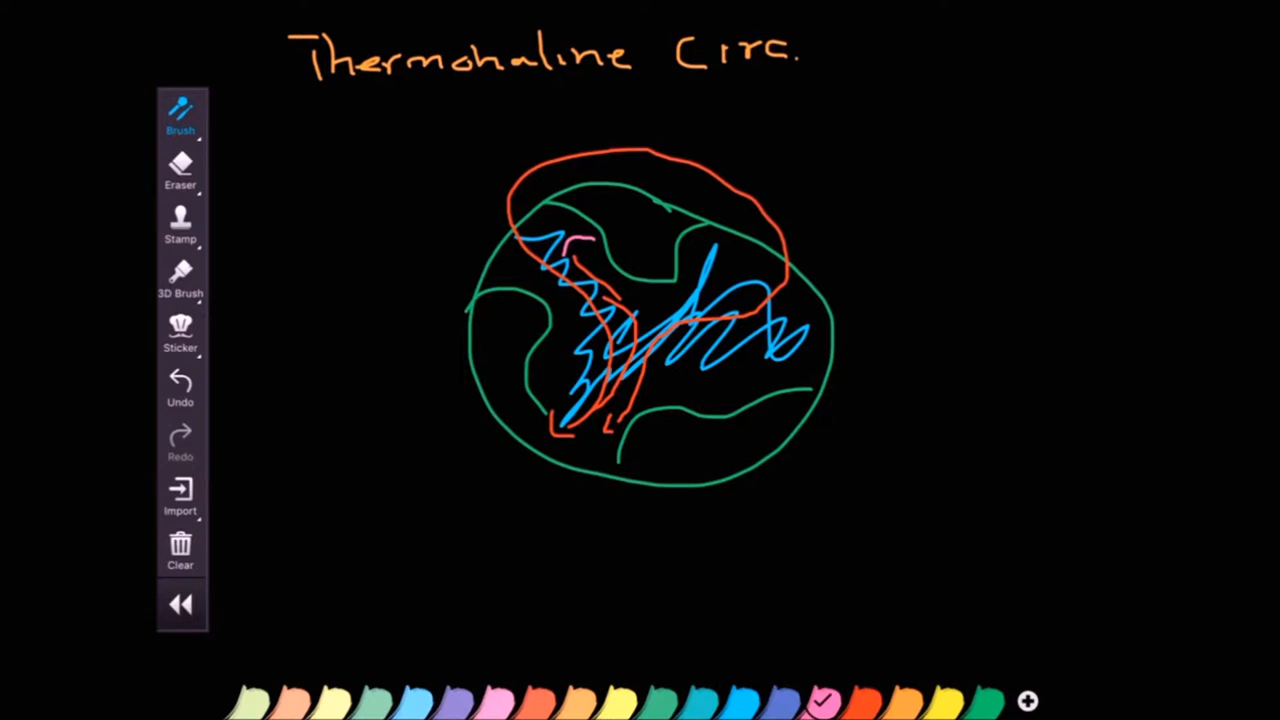 Thermohaline Circ.
Brush
Eraser
Stamp
3D Brush
Sticker
Undo
Redo
Import
Clear